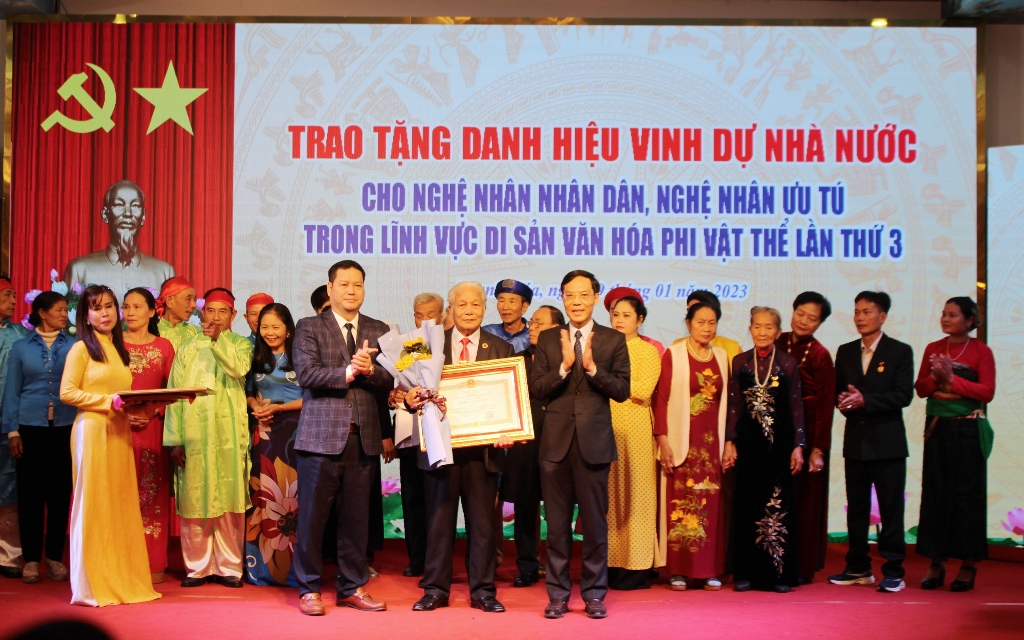 TRAO TẶNG DANH HIỆU VINH DỰ NHÀ NƯỚC
CHO NGHỆ NHÂN NHÂN DÂN, NGHỆ NHÂN ƯU TÚ
TRONG LĨNH VỰC DI SẢN VĂN HÓA PHI VẬT THỂ LẦN THỨ 3
tháng 01 năm 2023